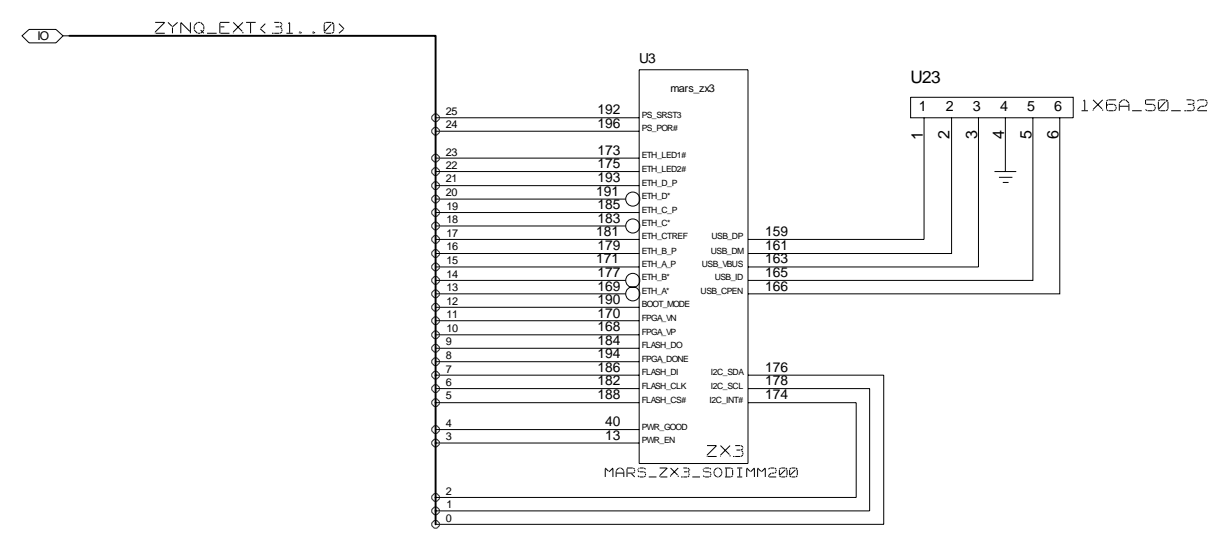 IO
ZYNQ_EXT<31..0>
U3
mars_zx3
U23
1 2 3 4 5 6
1X6A_50_32
1 2 3 4 5 6
25 192 PS_SRST3
24 196 PS_POR#
23 173 ETH_LED1#
22 175 ETH_LED2#
21 193 ETH_D_P
20 191 ETH_D*
19 185 ETH_C_P
18 183 ETH_C*
17 181 ETH_CTREF
16 179 ETH_B_P
15 171 ETH_A_P
14 177 ETH_B*
13 169 ETH_A*
12 190 BOOT_MODE
11 170 FPGA_VN
10 168 FPGA_VP
9 184 FLASH_DO
8 194 FPGA_DONE
7 186 FLASH_DI
6 182 FLASH_CLK
5 188 FLASH_CS#
4 40 PWR_GOOD
3 13 PWR_EN
USB_DP 159
USB_DM 161
USB_VBUS 163
USB_ID 165
USB_CPEN 166
I2C_SDA 176
I2C_SCL 178
I2C_INT# 174
ZX3
MARS_ZX3_SODIMM200
2
1
0